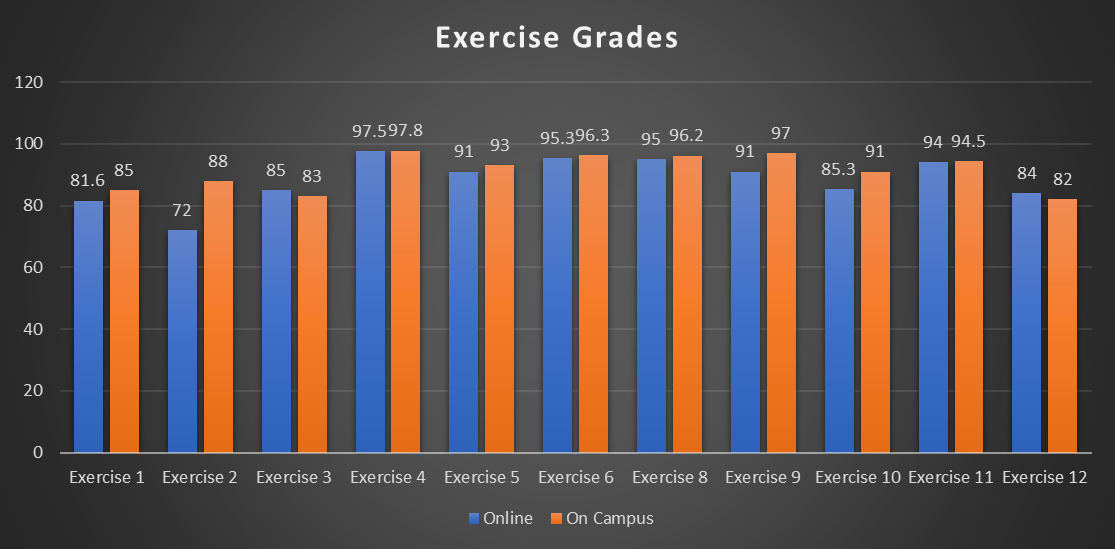 Exercise Grades
120
100
80
60
40
20
0
81.6 85 72 88 85 83 97.5 97.8 91 93 95.3 96.3 95 96.2 91 97 85.3 91 94 94.5 84 82
Exercise 1 Exercise 2 Exercise 3 Exercise 4 Exercise 5 Exercise 6 Exercise 8 Exercise 9 Exercise 10 Exercise 11 Exercise 12
Online On Campus